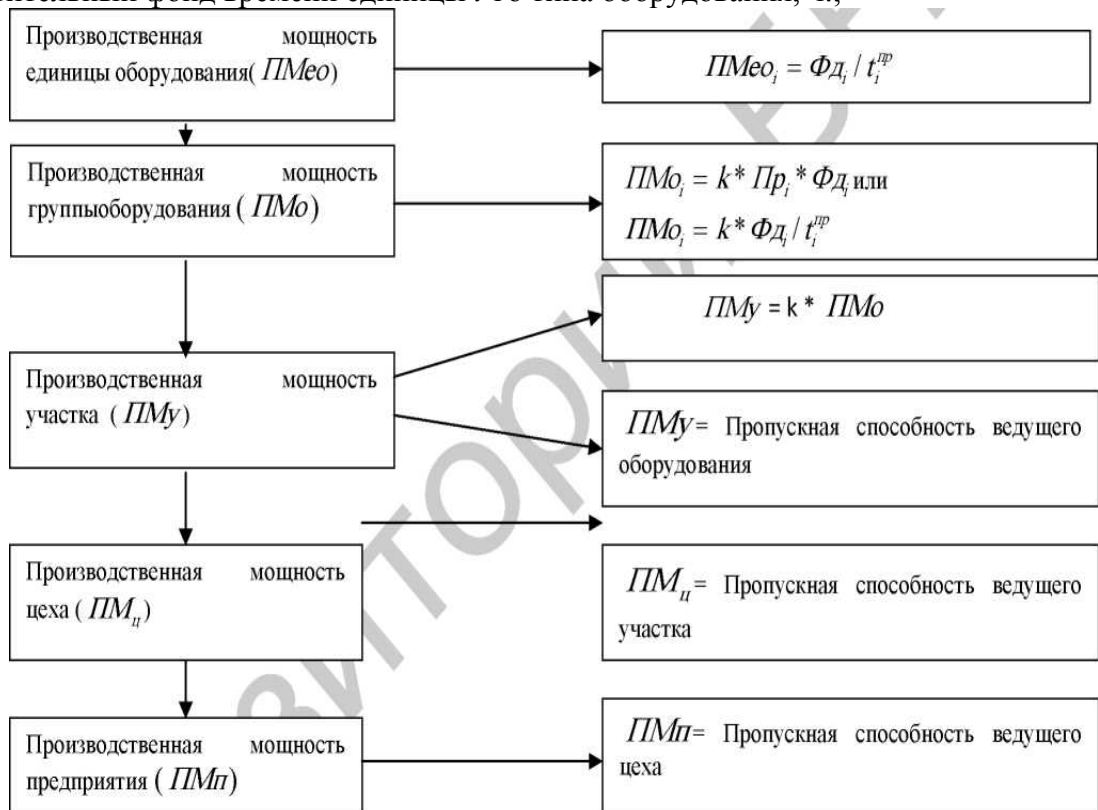 Производственная мощность
единицы оборудования( ПМео)
ПМео_i = Фд_i / t_i^пр
Производственная мощность
группыоборудования ( ПМо)
ПМо_i = k* Пр_i * Фд_i или
ПМо_i = k* Фд_i / t_i^пр
ПМу = k * ПМо
Производственная мощность
участка ( ПМу)
ПМу= Пропускная способность ведущего
оборудования
Производственная мощность
цеха ( ПМ_ц)
ПМ_ц= Пропускная способность ведущего
участка
Производственная мощность
предприятия ( ПМп)
ПМп= Пропускная способность ведущего
цеха